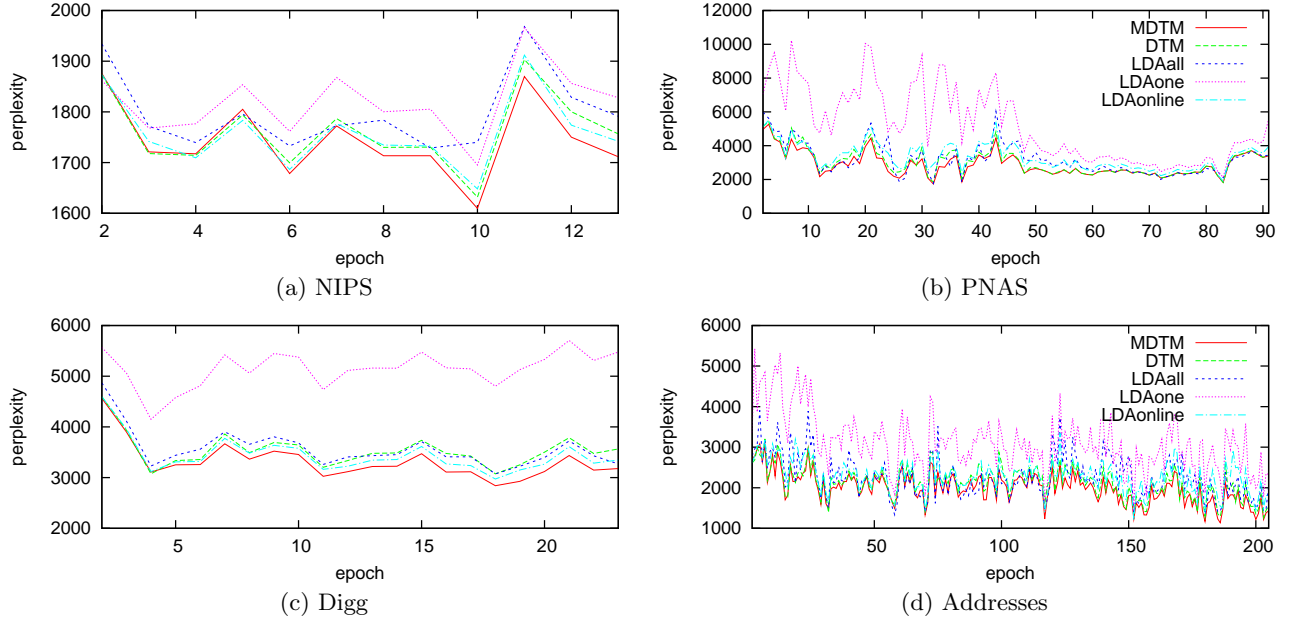 2000
1900
1800
1700
1600
perplexity
2 4 6 8 10 12
epoch
(a) NIPS
12000
10000
8000
6000
4000
2000
0
perplexity
MDTM
DTM
LDAall
LDAone
LDAonline
10 20 30 40 50 60 70 80 90
epoch
(b) PNAS
6000
5000
4000
3000
2000
perplexity
5 10 15 20
epoch
(c) Digg
6000
5000
4000
3000
2000
1000
perplexity
MDTM
DTM
LDAall
LDAone
LDAonline
50 100 150 200
epoch
(d) Addresses